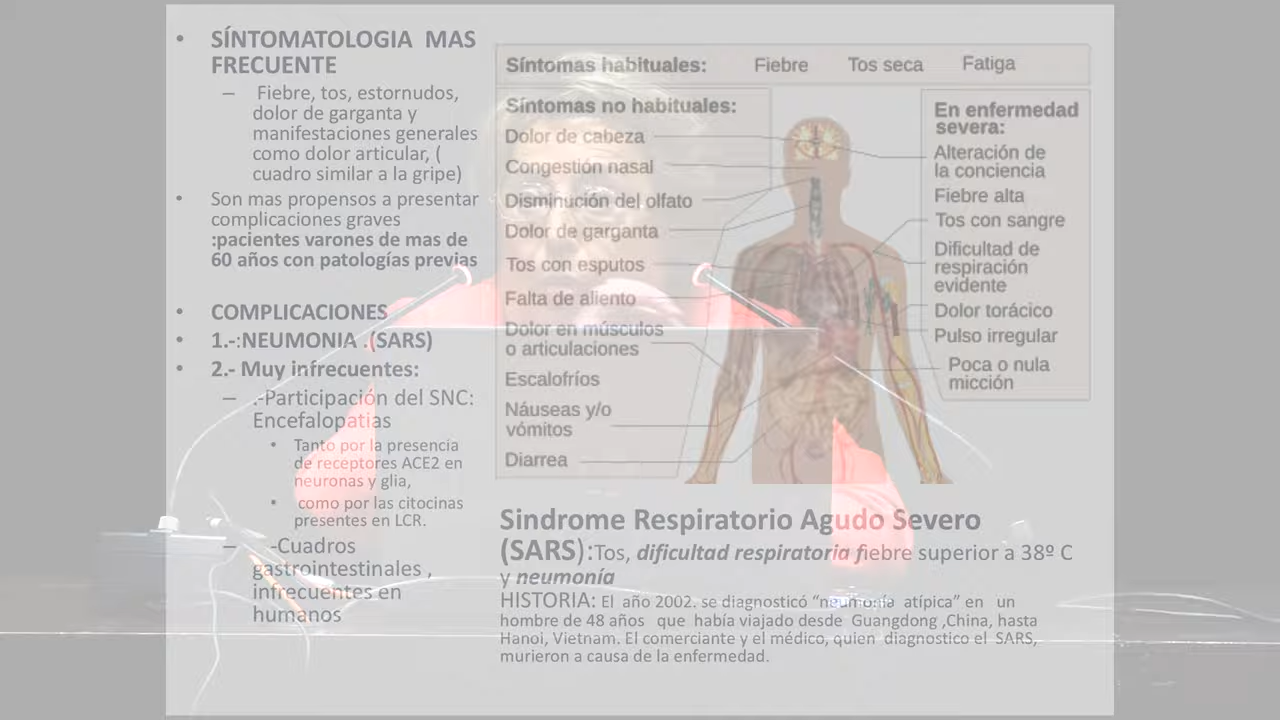 SÍNTOMATOLOGIA MAS
FRECUENTE
– Fiebre, tos, estornudos,
dolor de garganta y
manifestaciones generales
como dolor articular, (
cuadro similar a la gripe)
Son mas propensos a presentar
complicaciones graves
:pacientes varones de mas de
60 años con patologías previas
COMPLICACIONES
1.-:NEUMONIA .(SARS)
2.- Muy infrecuentes:
– .-Participación del SNC:
Encefalopatias
Tanto por la presencia
de receptores ACE2 en
neuronas y glia,
como por las citocinas
presentes en LCR.
– -Cuadros
gastrointestinales ,
infrecuentes en
humanos
Síntomas habituales: Fiebre Tos seca Fatiga
Síntomas no habituales:
Dolor de cabeza
Congestión nasal
Disminución del olfato
Dolor de garganta
Tos con esputos
Falta de aliento
Dolor en músculos
o articulaciones
Escalofríos
Náuseas y/o
vómitos
Diarrea
En enfermedad
severa:
Alteración de
la conciencia
Fiebre alta
Tos con sangre
Dificultad de
respiración
evidente
Dolor torácico
Pulso irregular
Poca o nula
micción
Sindrome Respiratorio Agudo Severo
(SARS):Tos, dificultad respiratoria fiebre superior a 38º C
y neumonía
HISTORIA: El año 2002. se diagnosticó “neumonía atípica” en un
hombre de 48 años que había viajado desde Guangdong ,China, hasta
Hanoi, Vietnam. El comerciante y el médico, quien diagnostico el SARS,
murieron a causa de la enfermedad.